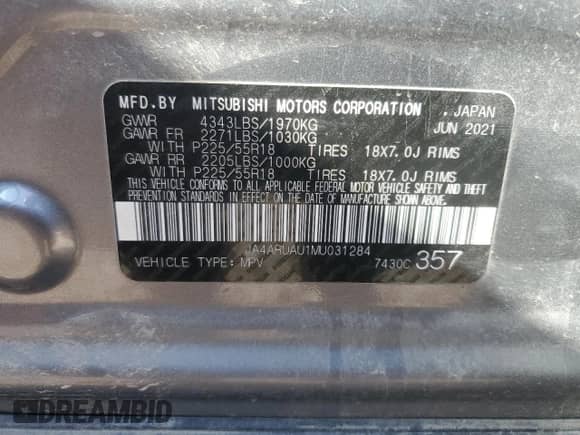 MFD.BY MITSUBISHI MOTORS CORPORATION , JAPAN
GVWR 4343LBS/1970KG JUN 2021
GAWR FR 2271LBS/1030KG
WITH P225/55R18 TIRES 18X7.0J RIMS
GAWR RR 2205LBS/1000KG
WITH P225/55R18 TIRES 18X7.0J RIMS
THIS VEHICLE CONFORMS TO ALL APPLICABLE FEDERAL MOTOR VEHICLE SAFETY AND THEFT
PREVENTION STANDARDS IN EFFECT ON THE DATE OF MANUFACTURE SHOWN ABOVE.
JA4ARUAU1MU031284
VEHICLE TYPE: MPV 7430C 357
DREAMBID